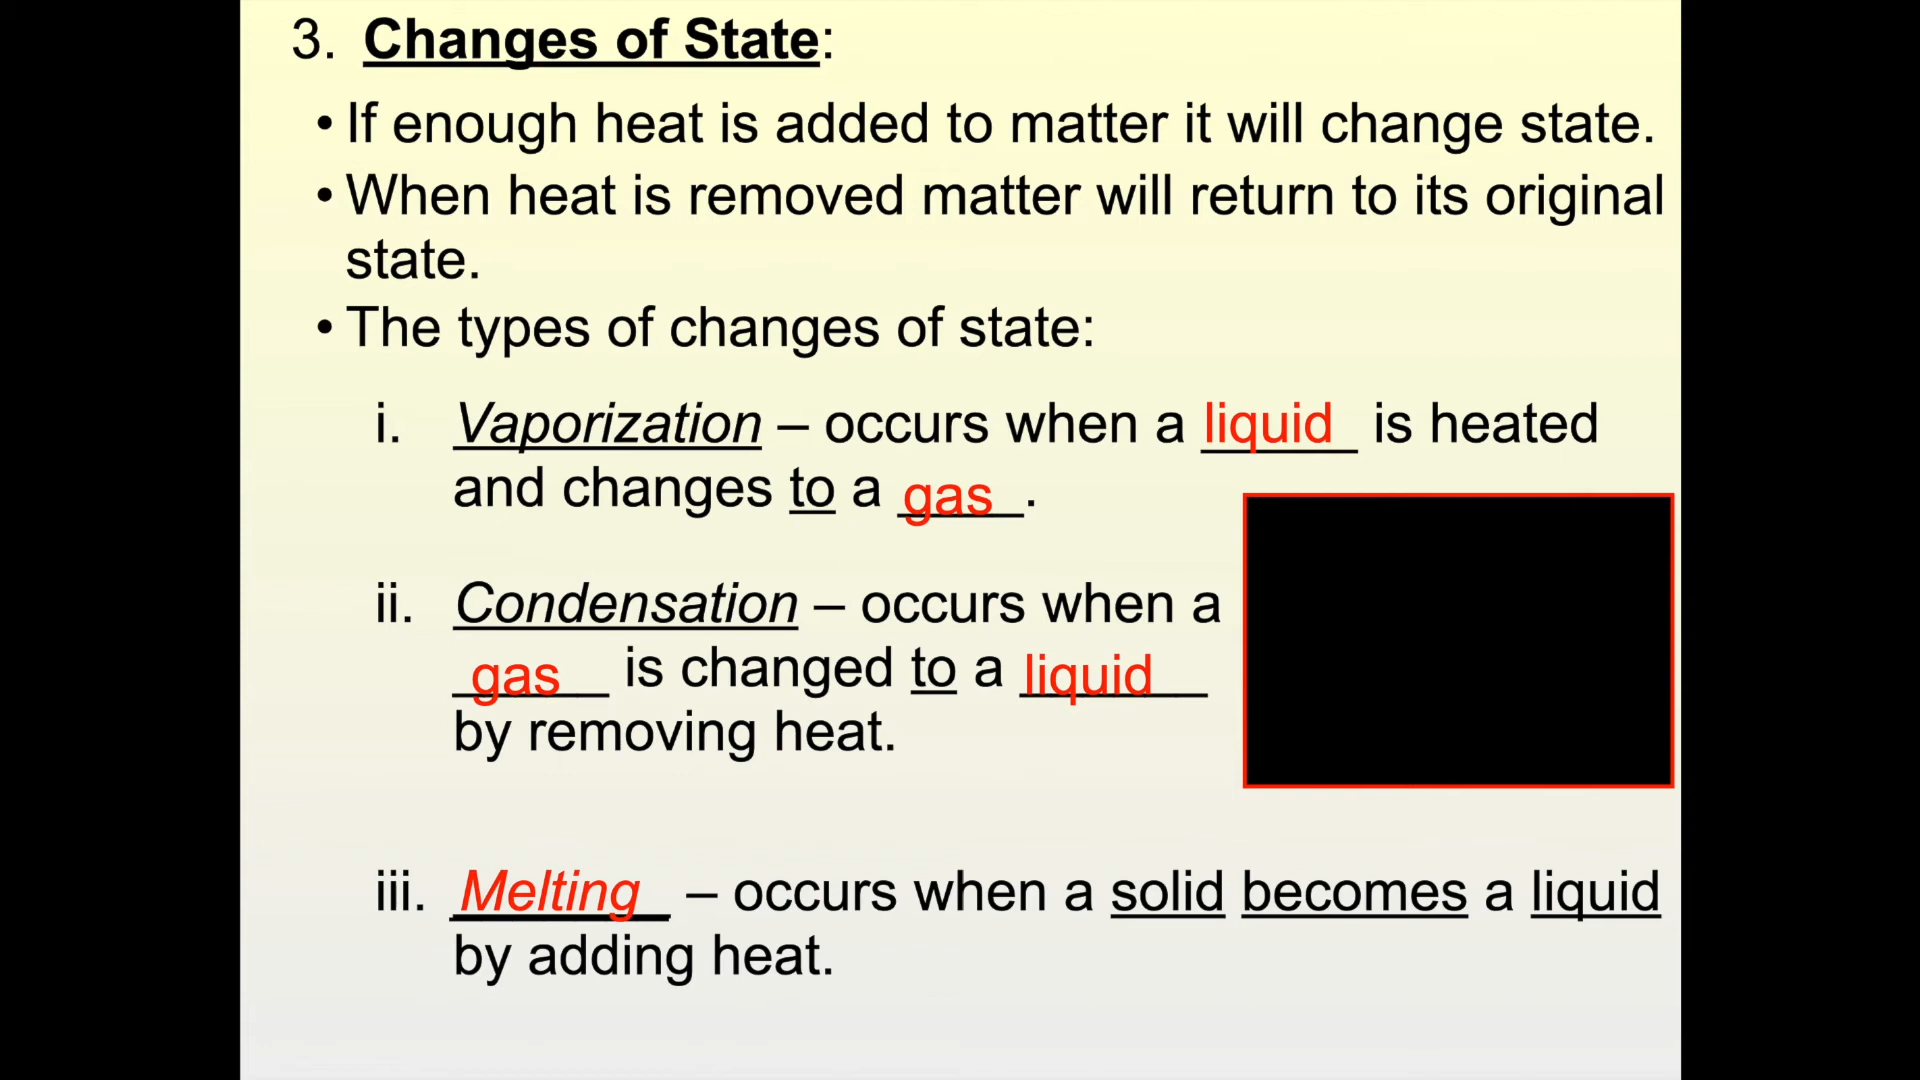 3. Changes of State:
• If enough heat is added to matter it will change state.
• When heat is removed matter will return to its original
state.
• The types of changes of state:
i. Vaporization – occurs when a liquid is heated
and changes to a gas.
ii. Condensation – occurs when a
gas is changed to a liquid
by removing heat.
iii. Melting – occurs when a solid becomes a liquid
by adding heat.